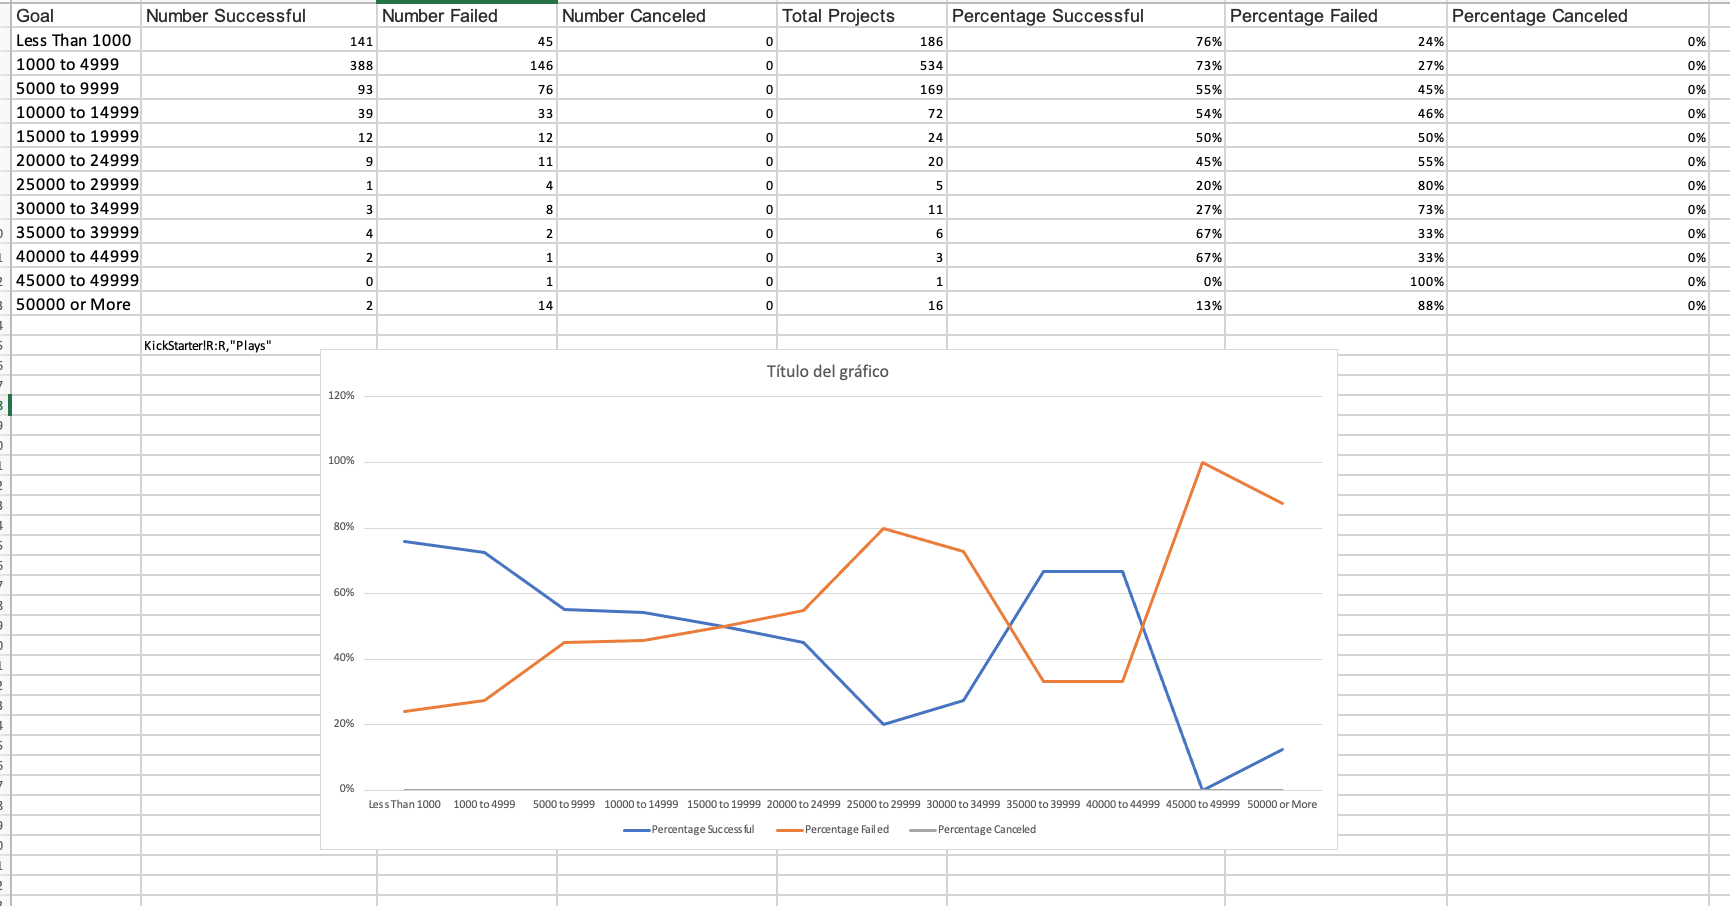 Goal Number Successful Number Failed Number Canceled Total Projects Percentage Successful Percentage Failed Percentage Canceled
Less Than 1000 141 45 0 186 76% 24% 0%
1000 to 4999 388 146 0 534 73% 27% 0%
5000 to 9999 93 76 0 169 55% 45% 0%
10000 to 14999 39 33 0 72 54% 46% 0%
15000 to 19999 12 12 0 24 50% 50% 0%
20000 to 24999 9 11 0 20 45% 55% 0%
25000 to 29999 1 4 0 5 20% 80% 0%
30000 to 34999 3 8 0 11 27% 73% 0%
35000 to 39999 4 2 0 6 67% 33% 0%
40000 to 44999 2 1 0 3 67% 33% 0%
45000 to 49999 0 1 0 1 0% 100% 0%
50000 or More 2 14 0 16 13% 88% 0%
KickStarter!R:R,"Plays"
Título del gráfico
120%
100%
80%
60%
40%
20%
0%
Less Than 1000 1000 to 4999 5000 to 9999 10000 to 14999 15000 to 19999 20000 to 24999 25000 to 29999 30000 to 34999 35000 to 39999 40000 to 44999 45000 to 49999 50000 or More
Percentage Successful Percentage Failed Percentage Canceled